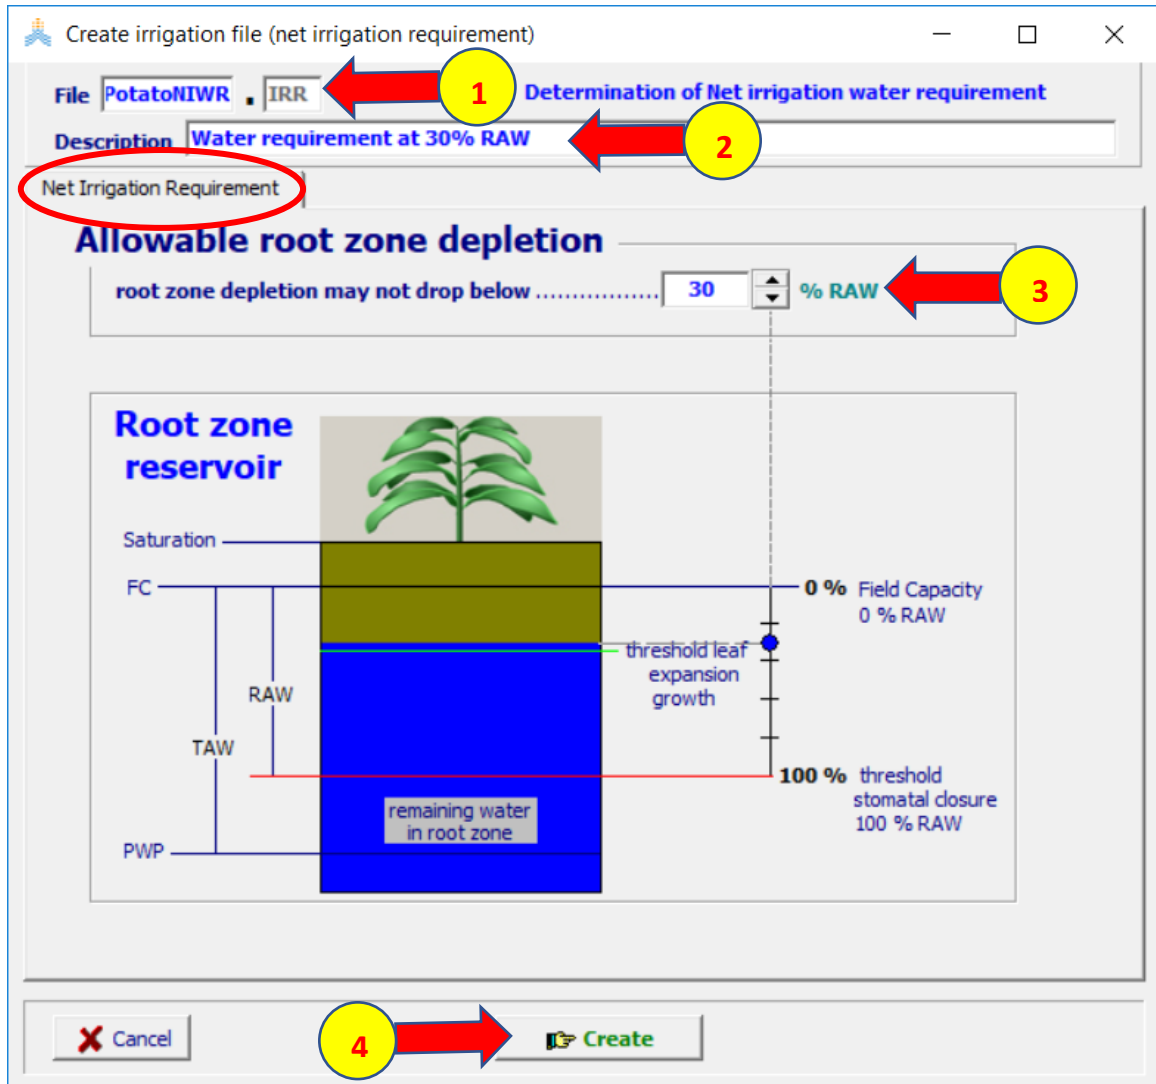 Create irrigation file (net irrigation requirement)
File PotatoNIWR . IRR 1 Determination of Net irrigation water requirement
Description Water requirement at 30% RAW 2
Net Irrigation Requirement
Allowable root zone depletion
root zone depletion may not drop below .................. 30 % RAW 3
Root zone
reservoir
Saturation
FC
0 % Field Capacity
0 % RAW
threshold leaf
expansion
growth
RAW
TAW
100 % threshold
stomatal closure
100 % RAW
remaining water
in root zone
PWP
Cancel 4 Create